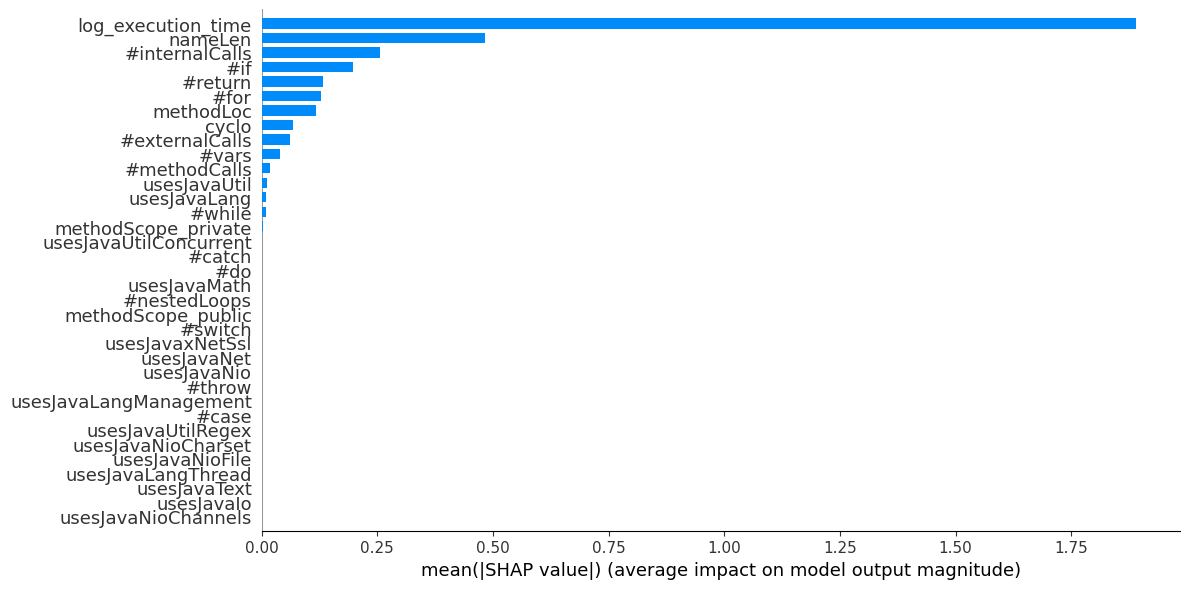 log_execution_time
nameLen
#internalCalls
#if
#return
#for
methodLoc
cyclo
#externalCalls
#vars
#methodCalls
usesJavaUtil
usesJavaLang
#while
methodScope_private
usesJavaUtilConcurrent
#catch
#do
usesJavaMath
#nestedLoops
methodScope_public
#switch
usesJavaxNetSsl
usesJavaNet
usesJavaNio
#throw
usesJavaLangManagement
#case
usesJavaUtilRegex
usesJavaNioCharset
usesJavaNioFile
usesJavaLangThread
usesJavaText
usesJavaIo
usesJavaNioChannels
0.00 0.25 0.50 0.75 1.00 1.25 1.50 1.75
mean(|SHAP value|) (average impact on model output magnitude)